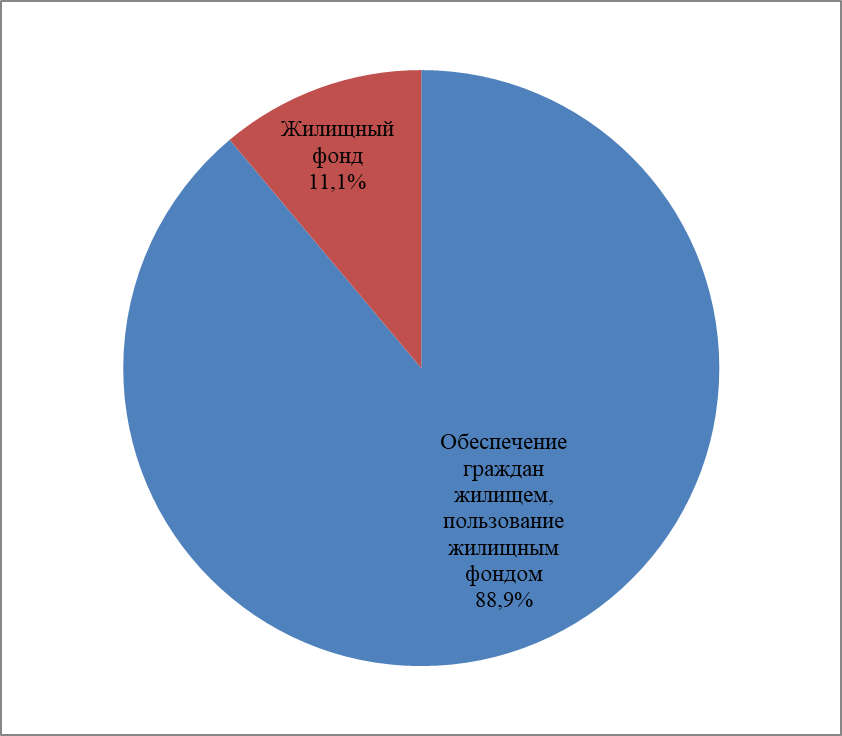 Жилищный
фонд
11,1%
Обеспечение
граждан
жилищем,
пользование
жилищным
фондом
88,9%